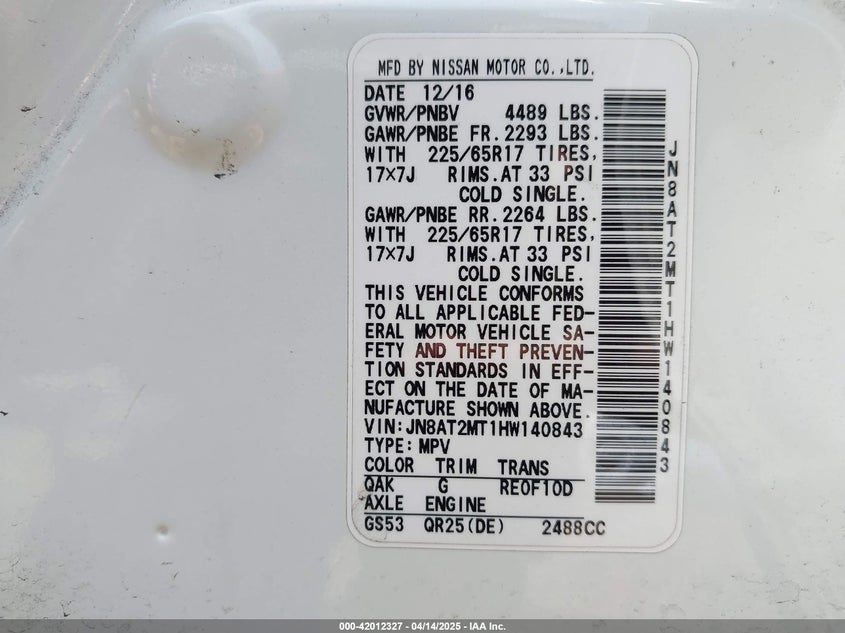 MFD BY NISSAN MOTOR CO.,LTD.
DATE 12/16
GVWR/PNBV 4489 LBS.
GAWR/PNBE FR. 2293 LBS.
WITH 225/65R17 TIRES,
17×7J RIMS. AT 33 PSI
COLD SINGLE.
GAWR/PNBE RR. 2264 LBS.
WITH 225/65R17 TIRES,
17×7J RIMS. AT 33 PSI
COLD SINGLE.
THIS VEHICLE CONFORMS
TO ALL APPLICABLE FED-
ERAL MOTOR VEHICLE SA-
FETY AND THEFT PREVEN-
TION STANDARDS IN EFF-
ECT ON THE DATE OF MA-
NUFACTURE SHOWN ABOVE.
VIN:JN8AT2MT1HW140843
TYPE:MPV
COLOR TRIM TRANS
QAK G RE0F10D
AXLE ENGINE
GS53 QR25(DE) 2488CC
JN8AT2MT1HW140843
000-42012327 - 04/14/2025 - IAA Inc.